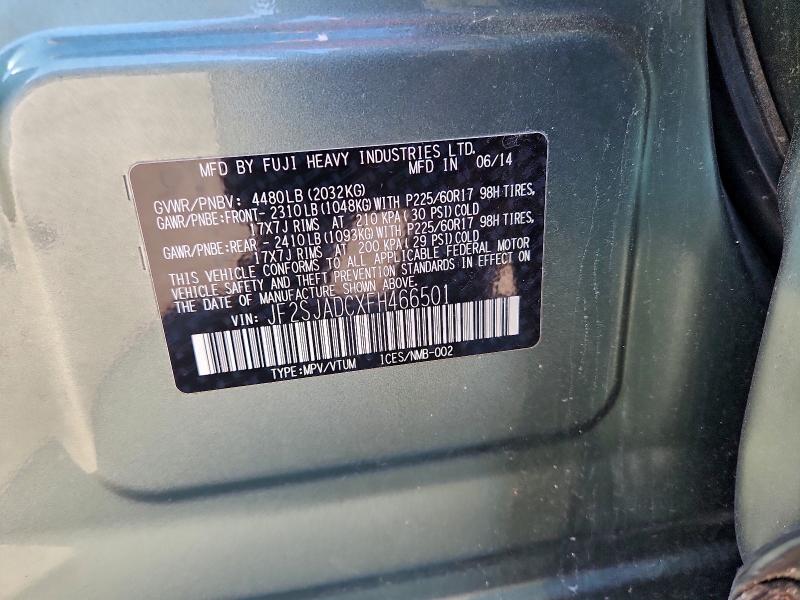 MFD BY FUJI HEAVY INDUSTRIES LTD.
MFD IN 06/14
GVWR/PNBV: 4480LB(2032KG)
GAWR/PNBE:FRONT- 2310LB(1048KG)WITH P225/60R17 98H TIRES,
17X7J RIMS AT 210 KPA(30 PSI)COLD
GAWR/PNBE:REAR - 2410LB(1093KG)WITH P225/60R17 98H TIRES,
17X7J RIMS AT 200 KPA(29 PSI)COLD
THIS VEHICLE CONFORMS TO ALL APPLICABLE FEDERAL MOTOR
VEHICLE SAFETY AND THEFT PREVENTION STANDARDS IN EFFECT ON
THE DATE OF MANUFACTURE SHOWN ABOVE.
VIN: JF2SJADCXFH466501
TYPE:MPV/VTUM ICES/NMB-002